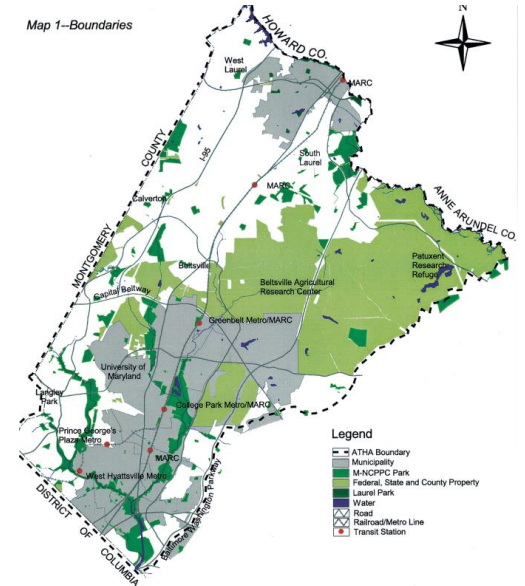 Map 1--Boundaries
N
HOWARD CO.
West
Laurel
MARC
I-95
South
Laurel
COUNTY
MARC
Calverton
ANNE ARUNDEL CO.
MONTGOMERY
Beltsville
Patuxent
Research
Refuge
Beltsville Agricultural
Research Center
Capital Beltway
Greenbelt Metro/MARC
University of
Maryland
Langley
Park
College Park Metro/MARC
Prince George's
Plaza Metro
MARC
West Hyattsville Metro
Baltimore Washington Parkway
DISTRICT OF COLUMBIA
Legend
ATHA Boundary
Municipality
M-NCPPC Park
Federal, State and County Property
Laurel Park
Water
Road
Railroad/Metro Line
Transit Station